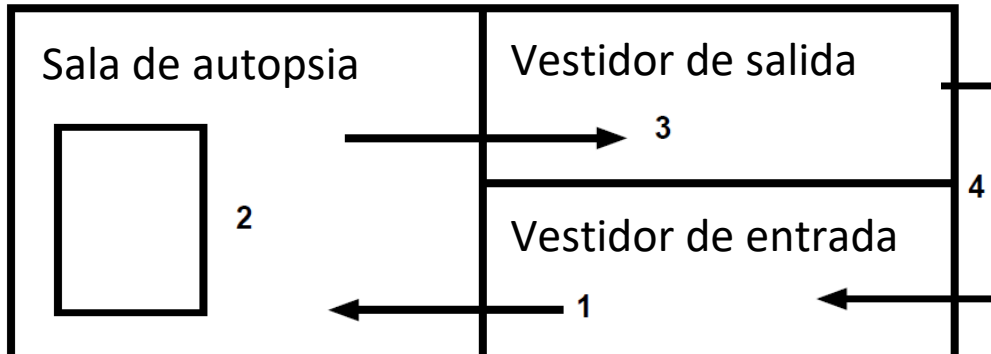 Sala de autopsia
Vestidor de salida
3
4
2
Vestidor de entrada
1